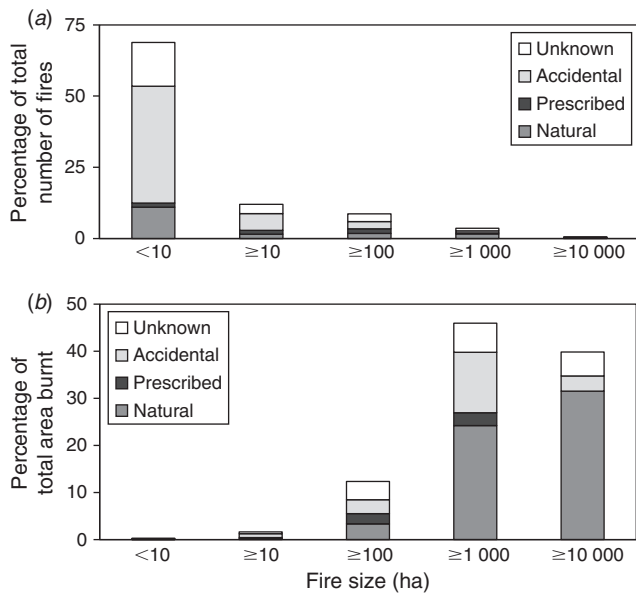 (a)
75
50
25
0
Percentage of total
number of fires
Unknown
Accidental
Prescribed
Natural
<10
≥10
≥100
≥1 000
≥10 000
(b)
50
40
30
20
10
0
Percentage of
total area burnt
Unknown
Accidental
Prescribed
Natural
<10
≥10
≥100
≥1 000
≥10 000
Fire size (ha)